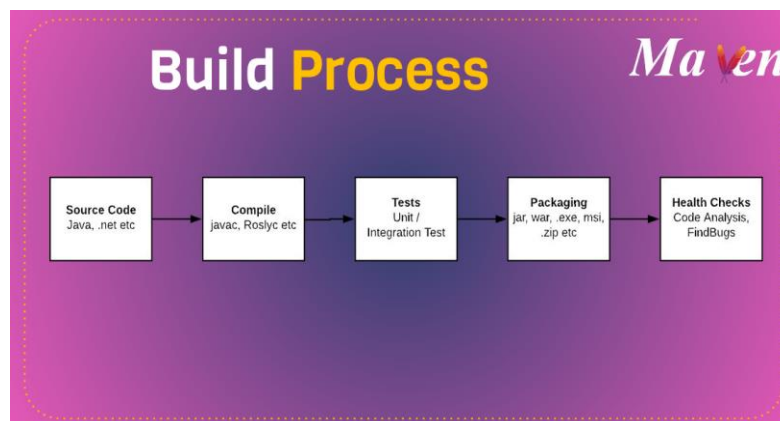 Build Process
Maven
Source Code
Java, .net etc
Compile
javac, Roslyc etc
Tests
Unit /
Integration Test
Packaging
jar, war, .exe, msi,
.zip etc
Health Checks
Code Analysis,
FindBugs